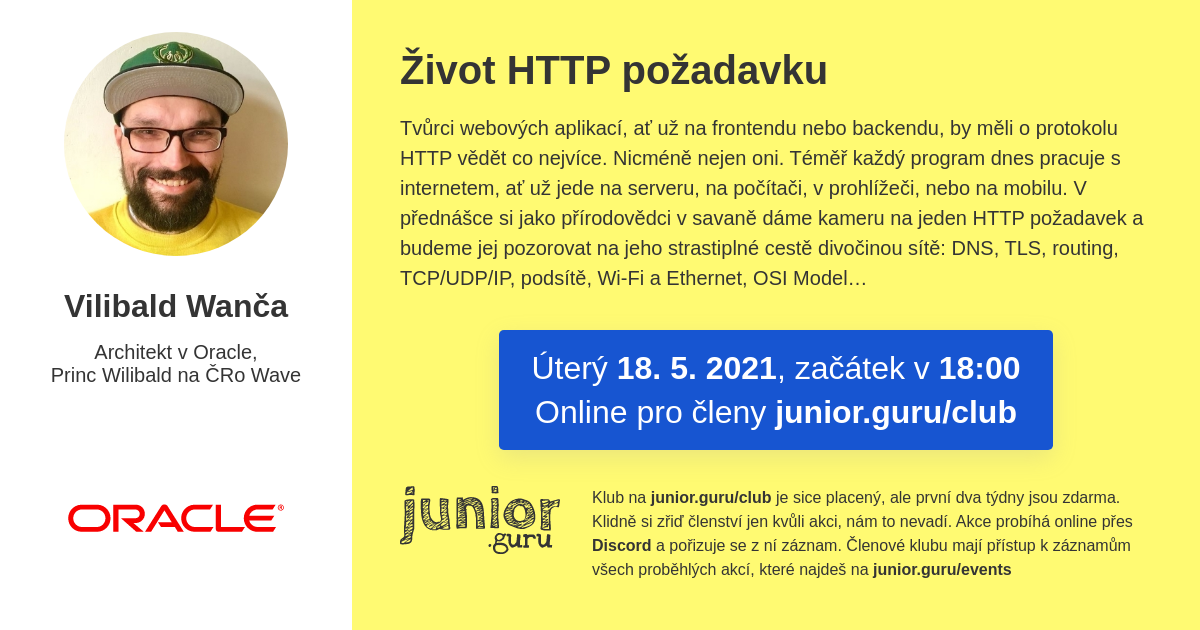 Vilibald Wanča
Architekt v Oracle,
Princ Wilibald na ČRo Wave
ORACLE®
Život HTTP požadavku
Tvůrci webových aplikací, ať už na frontendu nebo backendu, by měli o protokolu
HTTP vědět co nejvíce. Nicméně nejen oni. Téměř každý program dnes pracuje s
internetem, ať už jede na serveru, na počítači, v prohlížeči, nebo na mobilu. V
přednášce si jako přírodovědci v savaně dáme kameru na jeden HTTP požadavek a
budeme jej pozorovat na jeho strastiplné cestě divočinou sítě: DNS, TLS, routing,
TCP/UDP/IP, podsítě, Wi-Fi a Ethernet, OSI Model…
Úterý 18. 5. 2021, začátek v 18:00
Online pro členy junior.guru/club
junior
.guru
Klub na junior.guru/club je sice placený, ale první dva týdny jsou zdarma.
Klidně si zřiď členství jen kvůli akci, nám to nevadí. Akce probíhá online přes
Discord a pořizuje se z ní záznam. Členové klubu mají přístup k záznamům
všech proběhlých akcí, které najdeš na junior.guru/events